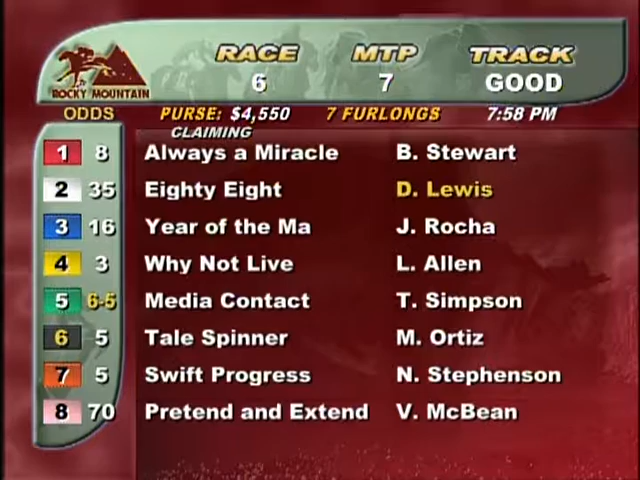 RACE MTP TRACK
6 7 GOOD
ROCKY MOUNTAIN
ODDS PURSE: $4,550 7 FURLONGS 7:58 PM
CLAIMING
1 8 Always a Miracle B. Stewart
2 35 Eighty Eight D. Lewis
3 16 Year of the Ma J. Rocha
4 3 Why Not Live L. Allen
5 6-5 Media Contact T. Simpson
6 5 Tale Spinner M. Ortiz
7 5 Swift Progress N. Stephenson
8 70 Pretend and Extend V. McBean